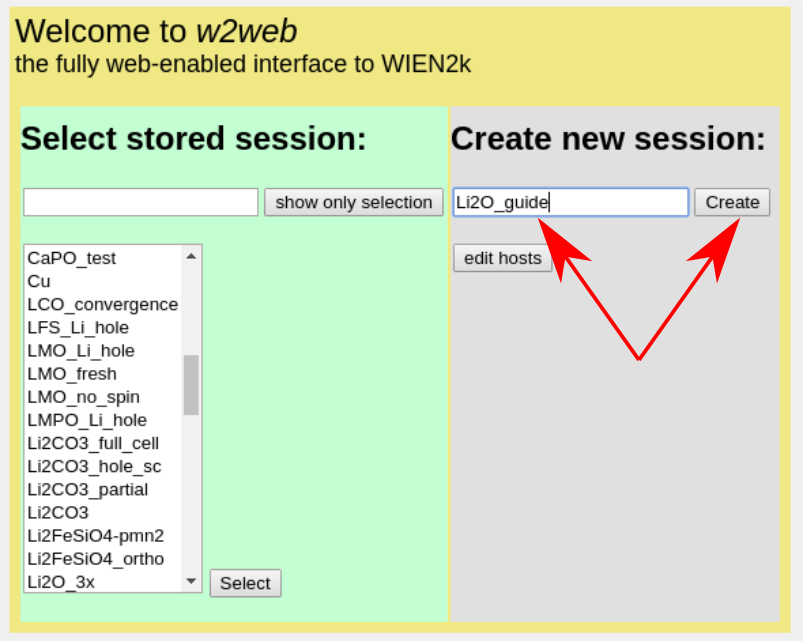 Welcome to w2web
the fully web-enabled interface to WIEN2k
Select stored session:
show only selection
CaPO_test
Cu
LCO_convergence
LFS_Li_hole
LMO_Li_hole
LMO_fresh
LMO_no_spin
LMPO_Li_hole
Li2CO3_full_cell
Li2CO3_hole_sc
Li2CO3_partial
Li2CO3
Li2FeSiO4-pmn2
Li2FeSiO4_ortho
Li2O_3x
Select
Create new session:
Li2O_guide
Create
edit hosts